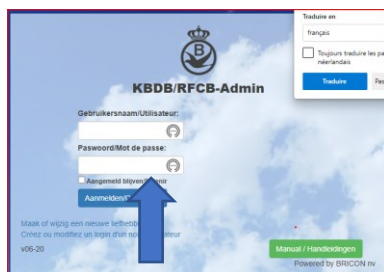 Traduire en
français
Toujours traduire les pa
néerlandais
Traduire
Pas
B
KBDB/RFCB-Admin
Gebruikersnaam/Utilisateur:
Paswoord/Mot de passe:
Aangemeld blijven/
Aanmelden/
Maak of wijzig een nieuwe
Créez ou modifiez un login d'un
v06-20
Manual / Handleidingen
Powered by BRICON nv